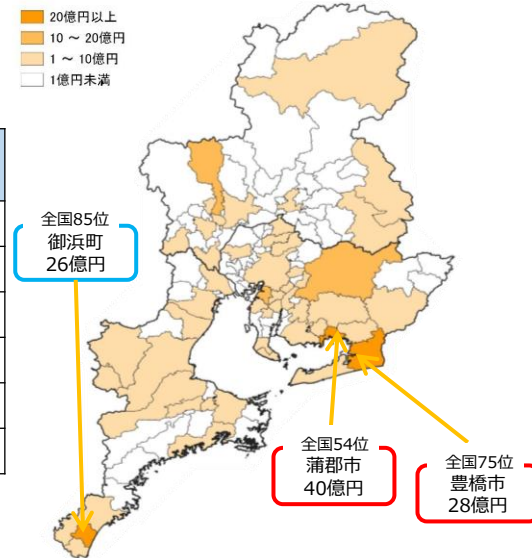 20億円以上
10 ～ 20億円
1 ～ 10億円
1億円未満
全国85位
御浜町
26億円
全国54位
蒲郡市
40億円
全国75位
豊橋市
28億円